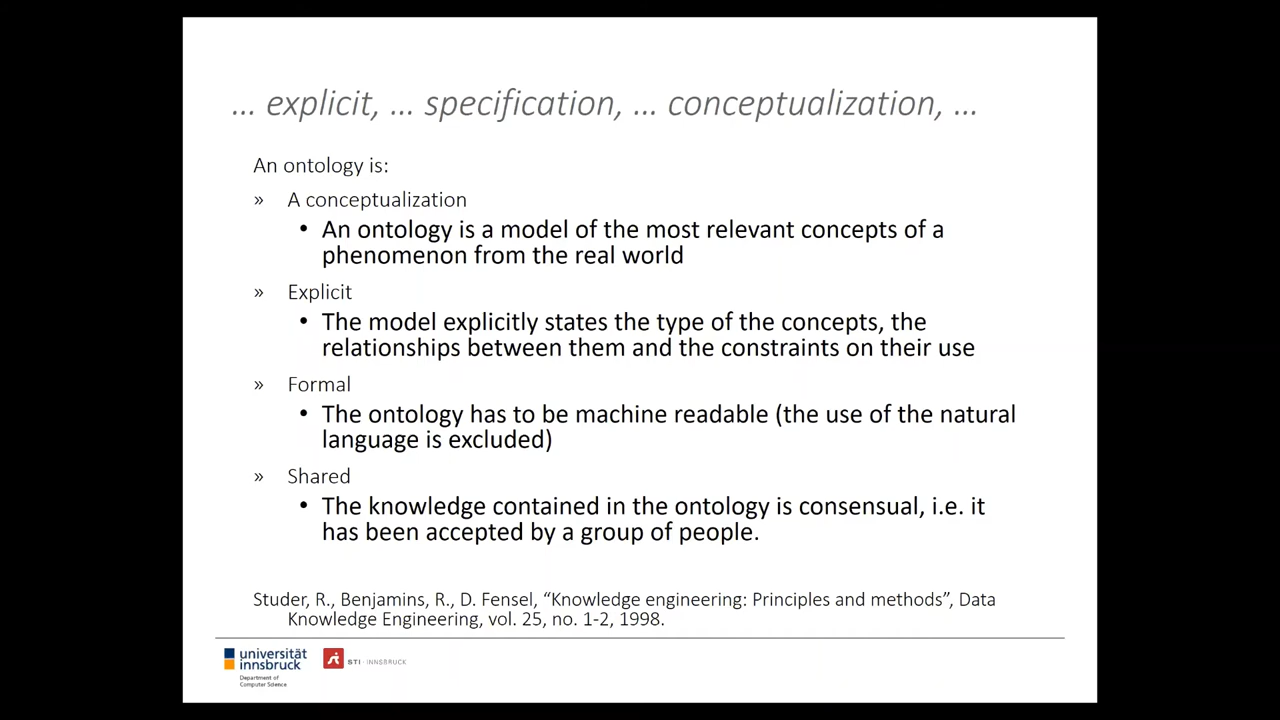 ... explicit, ... specification, ... conceptualization, ...
An ontology is:
» A conceptualization
• An ontology is a model of the most relevant concepts of a
phenomenon from the real world
» Explicit
• The model explicitly states the type of the concepts, the
relationships between them and the constraints on their use
» Formal
• The ontology has to be machine readable (the use of the natural
language is excluded)
» Shared
• The knowledge contained in the ontology is consensual, i.e. it
has been accepted by a group of people.
Studer, R., Benjamins, R., D. Fensel, “Knowledge engineering: Principles and methods”, Data
Knowledge Engineering, vol. 25, no. 1-2, 1998.
universität
innsbruck
Department of
Computer Science
STI · INNSBRUCK